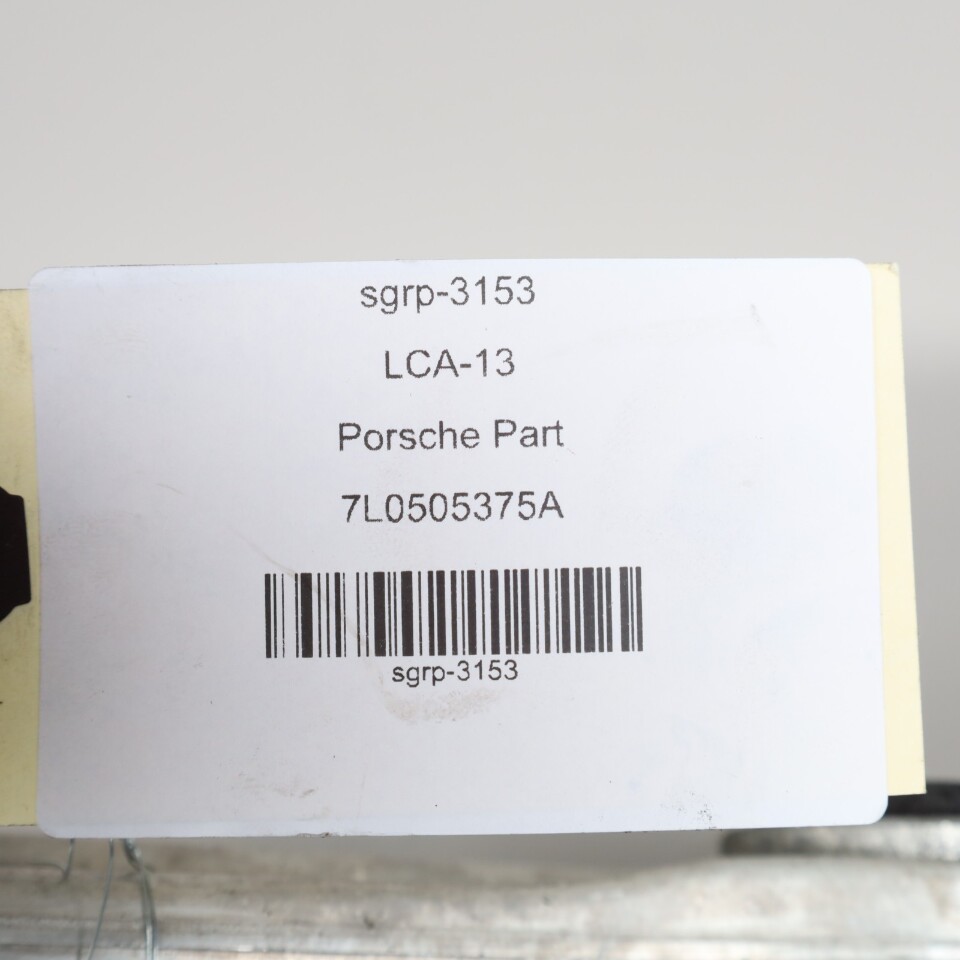 sgrp-3153
LCA-13
Porsche Part
7L0505375A
sgrp-3153